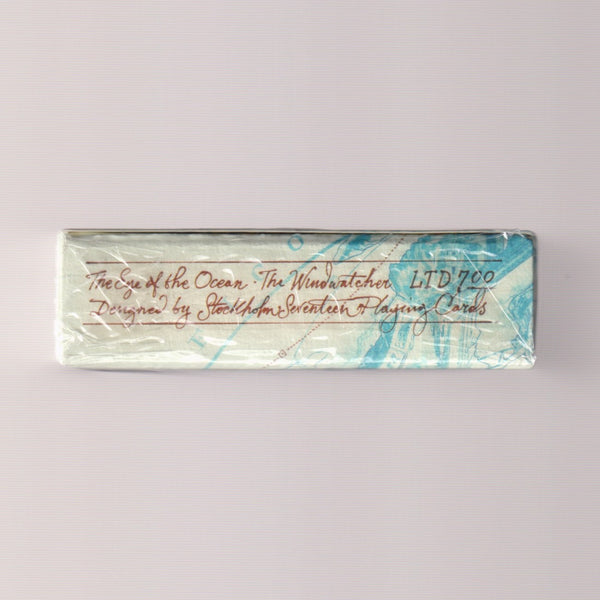 The Eye of the Ocean · The Windwatcher LTD 700
Designed by Stockholm Seventeen Playing Cards